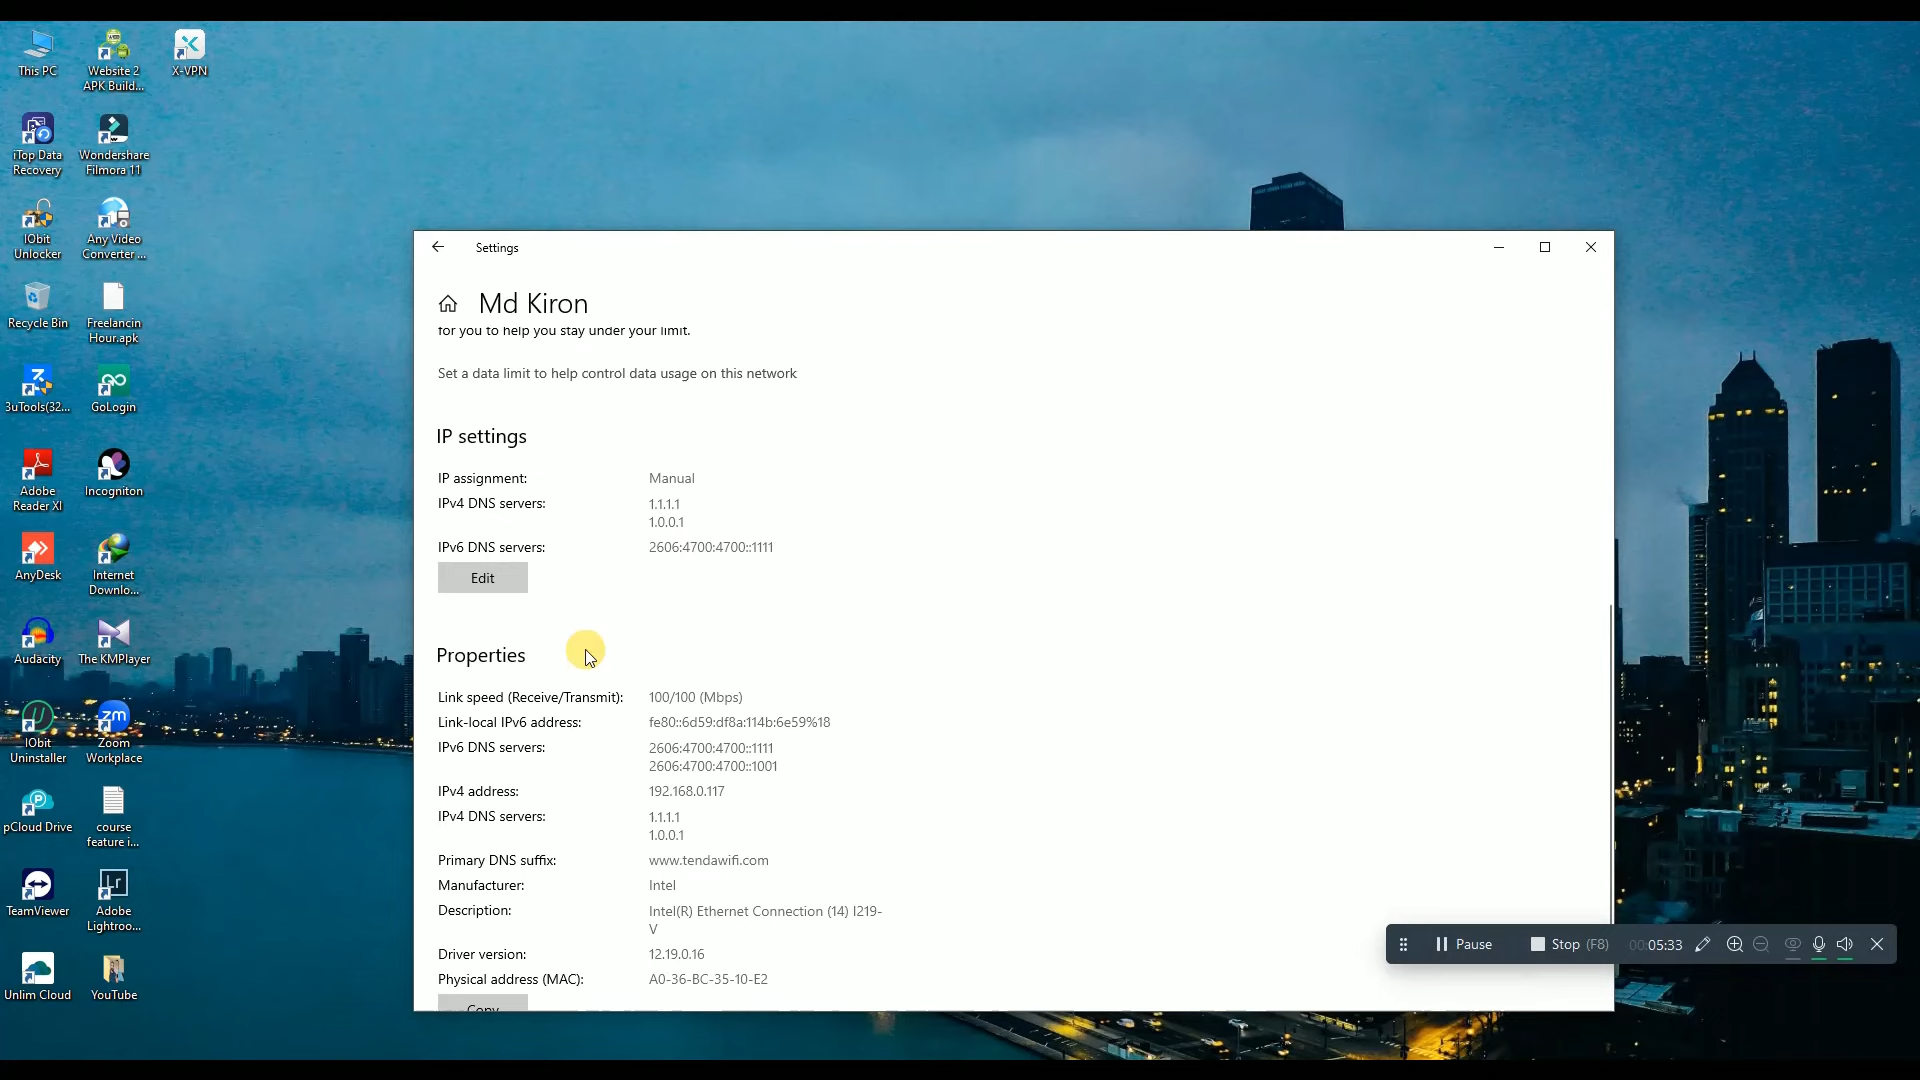 This PC
Website 2
APK Build...
X-VPN
iTop Data
Recovery
Wondershare
Filmora 11
IObit
Unlocker
Any Video
Converter ...
Recycle Bin
Freelancin
Hour.apk
3uTools(32...
GoLogin
Adobe
Reader XI
Incogniton
AnyDesk
Internet
Downlo...
Audacity
The KMPlayer
IObit
Uninstaller
zm
Zoom
Workplace
pCloud Drive
course
feature i...
TeamViewer
Lr
Adobe
Lightroo...
Unlim Cloud
YouTube
Settings
Md Kiron
for you to help you stay under your limit.
Set a data limit to help control data usage on this network
IP settings
IP assignment: Manual
IPv4 DNS servers: 1.1.1.1
1.0.0.1
IPv6 DNS servers: 2606:4700:4700::1111
Edit
Properties
Link speed (Receive/Transmit): 100/100 (Mbps)
Link-local IPv6 address: fe80::6d59:df8a:114b:6e59%18
IPv6 DNS servers: 2606:4700:4700::1111
2606:4700:4700::1001
IPv4 address: 192.168.0.117
IPv4 DNS servers: 1.1.1.1
1.0.0.1
Primary DNS suffix: www.tendawifi.com
Manufacturer: Intel
Description: Intel(R) Ethernet Connection (14) I219-
V
Driver version: 12.19.0.16
Physical address (MAC): A0-36-BC-35-10-E2
Copy
Pause Stop (F8) 00:05:33